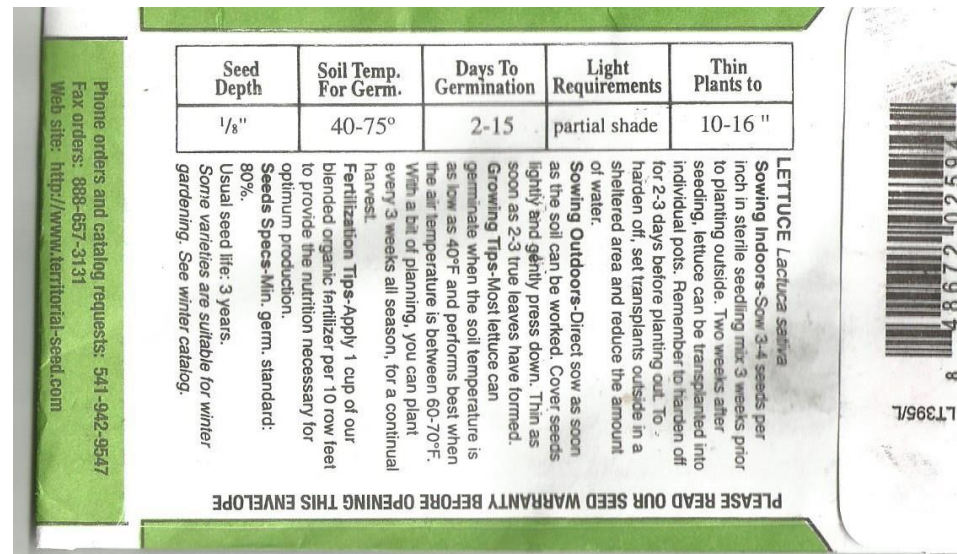 Seed
Depth
Soil Temp.
For Germ.
Days To
Germination
Light
Requirements
Thin
Plants to
1/8"
40-75°
2-15
partial shade
10-16 "
LETTUCE Lactuca sativa
Sowing Indoors-Sow 3-4 seeds per
inch in sterile seedling mix 3 weeks prior
to planting outside. Two weeks after
seeding, lettuce can be transplanted into
individual pots. Remember to harden off
for 2-3 days before planting out. To
harden off, set transplants outside in a
sheltered area and reduce the amount
of water.
Sowing Outdoors-Direct sow as soon
as the soil can be worked. Cover seeds
lightly and gently press down. Thin as
soon as 2-3 true leaves have formed.
Growing Tips-Most lettuce can
germinate when the soil temperature is
as low as 40°F and performs best when
the air temperature is between 60-70°F.
With a bit of planning, you can plant
every 3 weeks all season, for a continual
harvest.
Fertilization Tips-Apply 1 cup of our
blended organic fertilizer per 10 row feet
to provide the nutrition necessary for
optimum production.
Seeds Specs-Min. germ. standard:
80%.
Usual seed life: 3 years.
Some varieties are suitable for winter
gardening. See winter catalog.
Phone orders and catalog requests: 541-942-9547
Fax orders: 888-657-3131
Web site: http://www.territorial-seed.com
PLEASE READ OUR SEED WARRANTY BEFORE OPENING THIS ENVELOPE
LT395/L